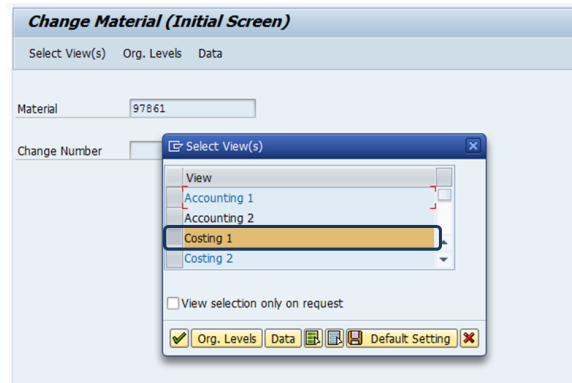 Change Material (Initial Screen)
Select View(s) Org. Levels Data
Material 97861
Change Number
Select View(s)
View
Accounting 1
Accounting 2
Costing 1
Costing 2
View selection only on request
Org. Levels Data Default Setting